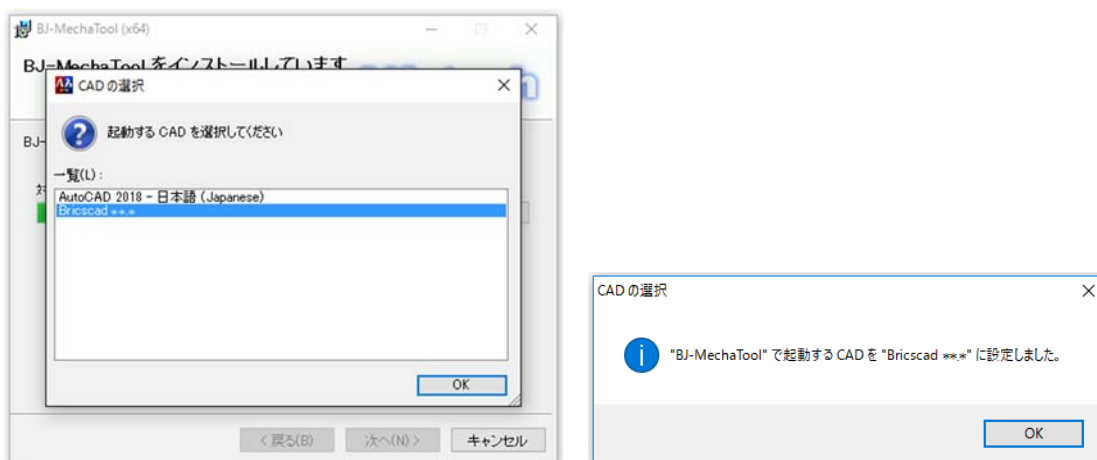 BJ-MechaTool (x64)
BJ-MechaTool をインストールしています
CAD の選択
起動する CAD を選択してください
BJ-
一覧(L) :
対
AutoCAD 2018 - 日本語 (Japanese)
Bricscad **.*
OK
< 戻る(B)
次へ(N) >
キャンセル
CAD の選択
"BJ-MechaTool" で起動する CAD を "Bricscad **.*" に設定しました。
OK